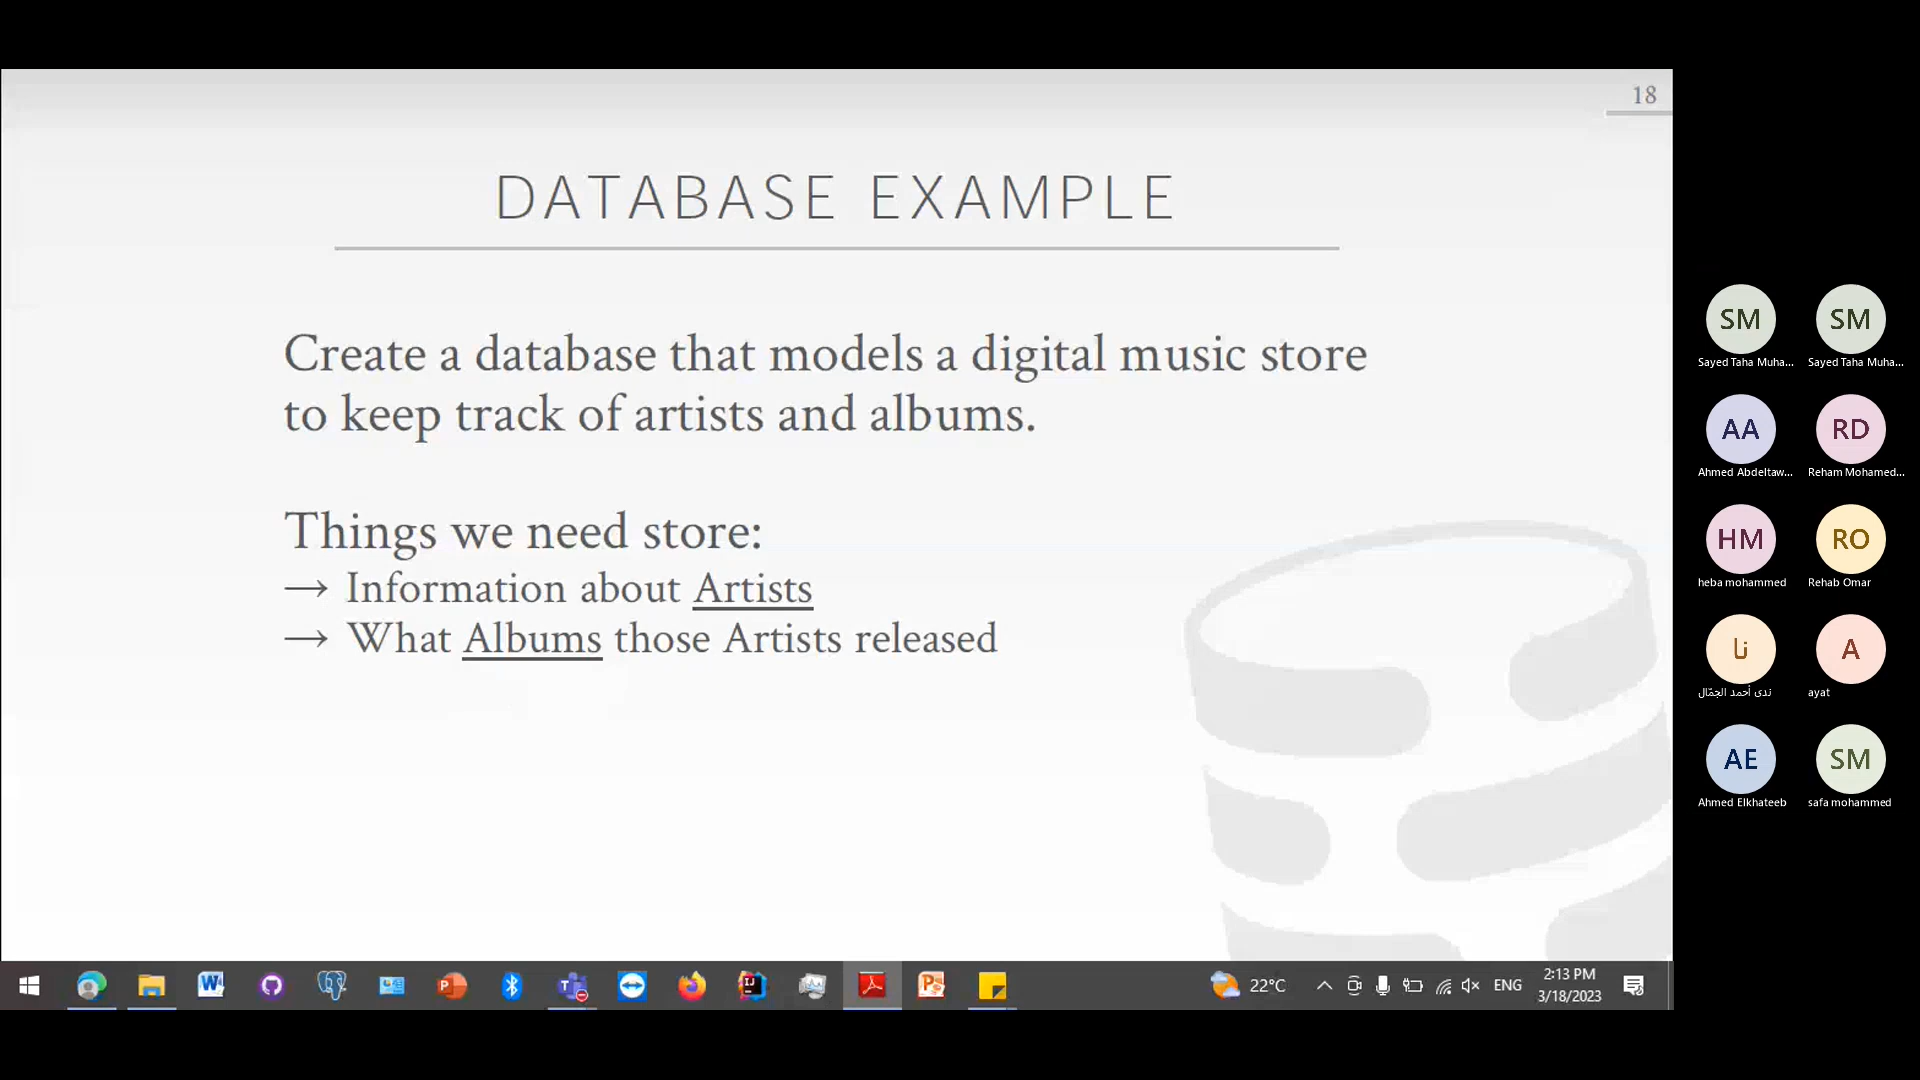 18
DATABASE EXAMPLE
Create a database that models a digital music store
to keep track of artists and albums.
Things we need store:
→ Information about Artists
→ What Albums those Artists released
SM
SM
Sayed Taha Muha...
Sayed Taha Muha...
AA
RD
Ahmed Abdeltaw...
Reham Mohamed...
HM
RO
heba mohammed
Rehab Omar
نا
A
ندى أحمد الجمّال
ayat
AE
SM
Ahmed Elkhateeb
safa mohammed
22°C
ENG
2:13 PM
3/18/2023